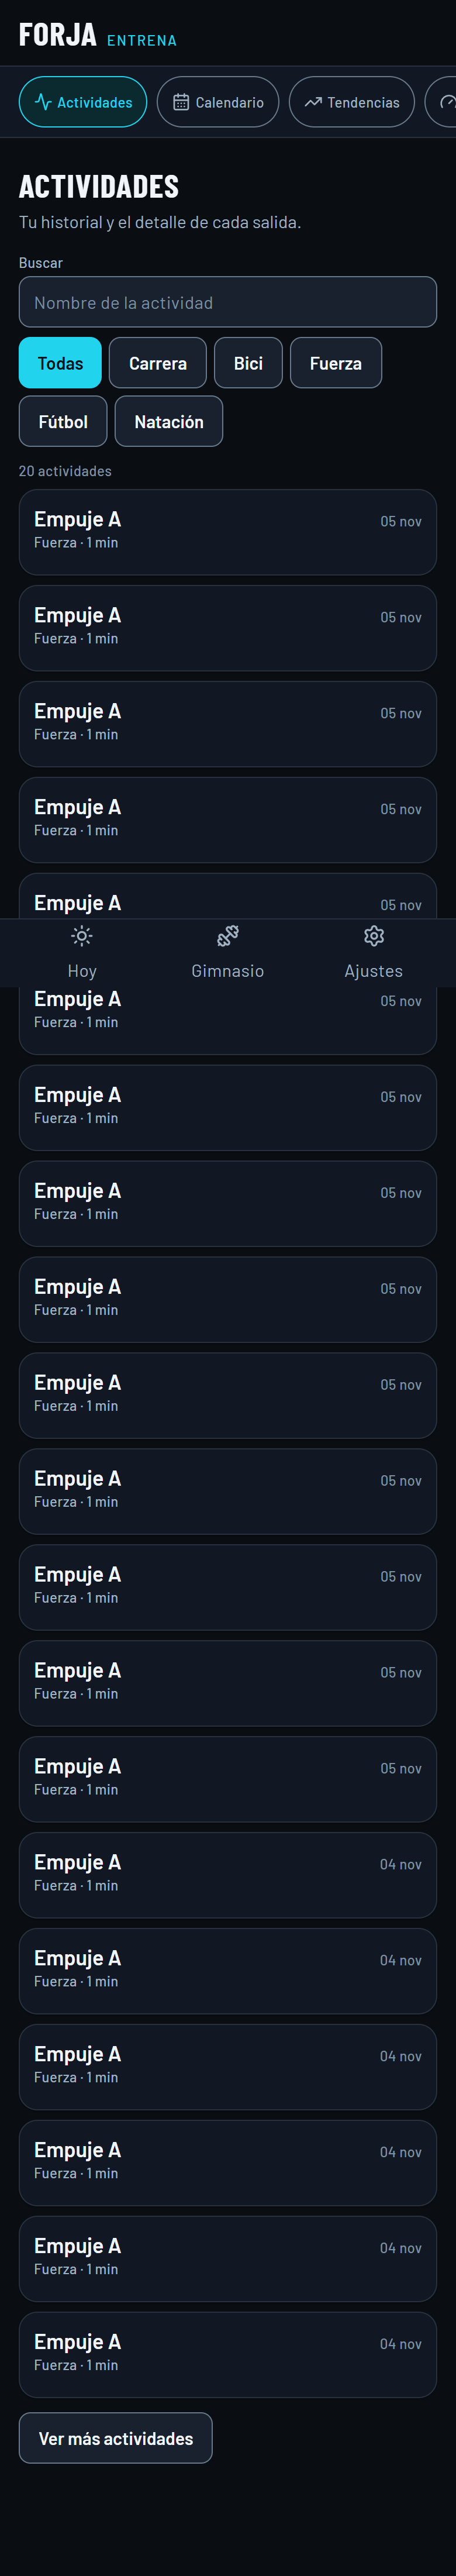 FORJA ENTRENA
Actividades Calendario Tendencias
ACTIVIDADES
Tu historial y el detalle de cada salida.
Buscar
Nombre de la actividad
Todas Carrera Bici Fuerza
Fútbol Natación
20 actividades
Empuje A 05 nov
Fuerza · 1 min
Empuje A 05 nov
Fuerza · 1 min
Empuje A 05 nov
Fuerza · 1 min
Empuje A 05 nov
Fuerza · 1 min
Empuje A 05 nov
Hoy Gimnasio Ajustes
Empuje A 05 nov
Fuerza · 1 min
Empuje A 05 nov
Fuerza · 1 min
Empuje A 05 nov
Fuerza · 1 min
Empuje A 05 nov
Fuerza · 1 min
Empuje A 05 nov
Fuerza · 1 min
Empuje A 05 nov
Fuerza · 1 min
Empuje A 05 nov
Fuerza · 1 min
Empuje A 05 nov
Fuerza · 1 min
Empuje A 05 nov
Fuerza · 1 min
Empuje A 04 nov
Fuerza · 1 min
Empuje A 04 nov
Fuerza · 1 min
Empuje A 04 nov
Fuerza · 1 min
Empuje A 04 nov
Fuerza · 1 min
Empuje A 04 nov
Fuerza · 1 min
Empuje A 04 nov
Fuerza · 1 min
Ver más actividades